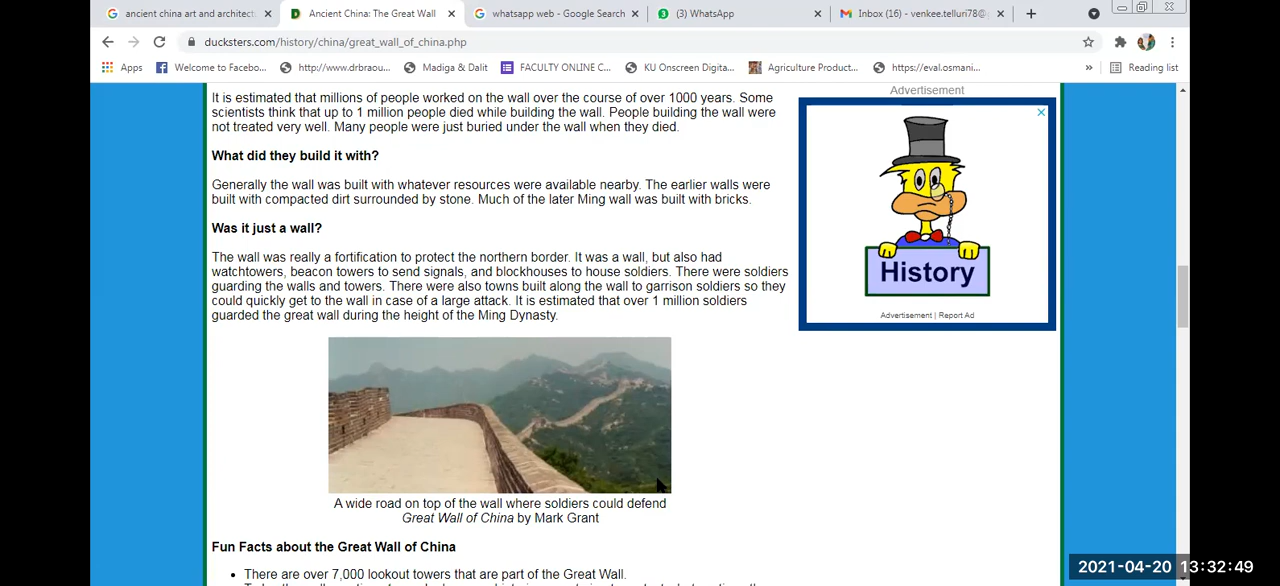 ancient china art and architect
Ancient China: The Great Wall
whatsapp web - Google Search
(3) WhatsApp
Inbox (16) - venkee.telluri78@
ducksters.com/history/china/great_wall_of_china.php
Apps
Welcome to Facebo...
http://www.drbraou...
Madiga & Dalit
FACULTY ONLINE C...
KU Onscreen Digita...
Agriculture Product...
https://eval.osmani...
»
Reading list
It is estimated that millions of people worked on the wall over the course of over 1000 years. Some
scientists think that up to 1 million people died while building the wall. People building the wall were
not treated very well. Many people were just buried under the wall when they died.
What did they build it with?
Generally the wall was built with whatever resources were available nearby. The earlier walls were
built with compacted dirt surrounded by stone. Much of the later Ming wall was built with bricks.
Was it just a wall?
The wall was really a fortification to protect the northern border. It was a wall, but also had
watchtowers, beacon towers to send signals, and blockhouses to house soldiers. There were soldiers
guarding the walls and towers. There were also towns built along the wall to garrison soldiers so they
could quickly get to the wall in case of a large attack. It is estimated that over 1 million soldiers
guarded the great wall during the height of the Ming Dynasty.
A wide road on top of the wall where soldiers could defend
Great Wall of China by Mark Grant
Fun Facts about the Great Wall of China
There are over 7,000 lookout towers that are part of the Great Wall.
Advertisement
History
Advertisement | Report Ad
2021-04-20 13:32:49